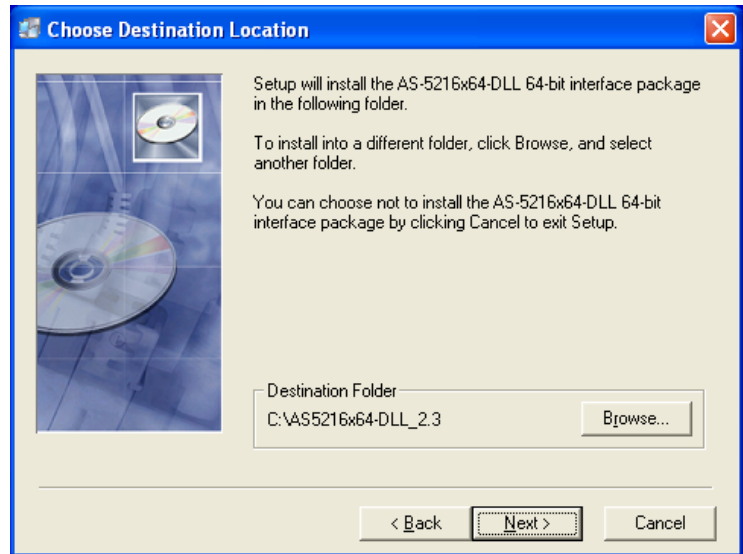 Choose Destination Location
Setup will install the AS-5216x64-DLL 64-bit interface package
in the following folder.
To install into a different folder, click Browse, and select
another folder.
You can choose not to install the AS-5216x64-DLL 64-bit
interface package by clicking Cancel to exit Setup.
Destination Folder
C:\AS5216x64-DLL_2.3
Browse...
< Back
Next >
Cancel